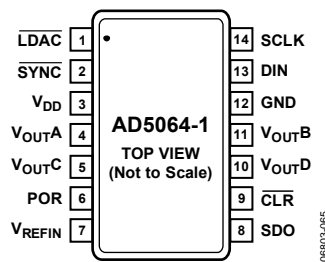 LDAC 1
SYNC 2
VDD 3
VOUTA 4
VOUTC 5
POR 6
VREFIN 7
AD5064-1
TOP VIEW
(Not to Scale)
14 SCLK
13 DIN
12 GND
11 VOUTB
10 VOUTD
9 CLR
8 SDO
06803-065